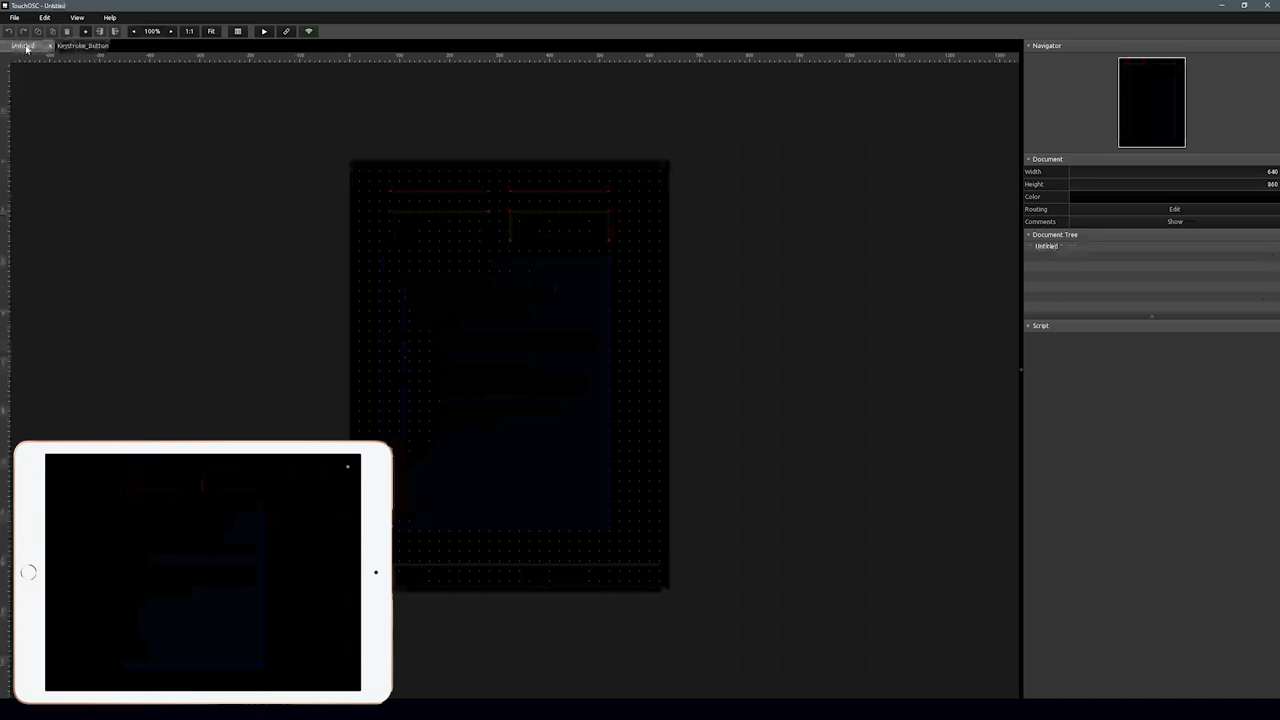 TouchOSC - Untitled
File Edit View Help
100% 1:1 Fit
Untitled × Keystroke_Button
Navigator
Document
Width 640
Height 860
Color
Routing Edit
Comments Show
Document Tree
Untitled
Script